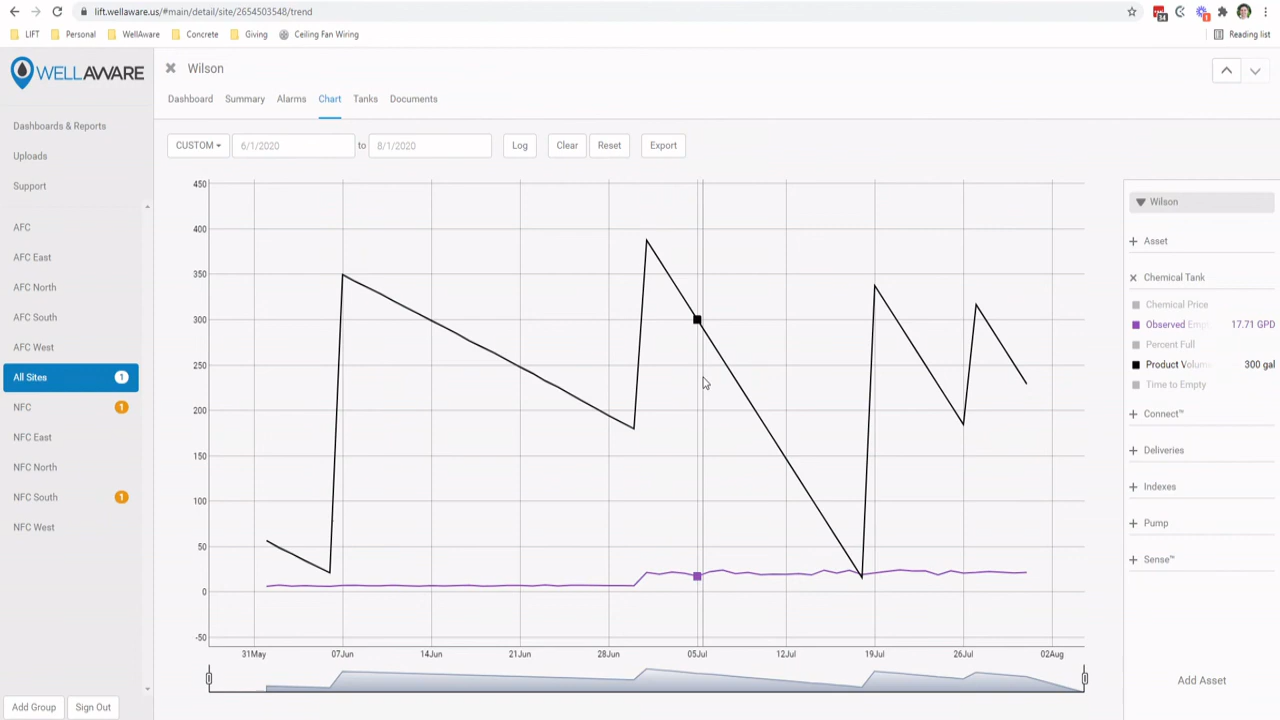 lift.wellaware.us/#main/detail/site/2654503548/trend
34
1
LIFT Personal WellAware Concrete Giving Ceiling Fan Wiring Reading list
WELLAWARE
Wilson
Dashboard Summary Alarms Chart Tanks Documents
CUSTOM 6/1/2020 to 8/1/2020 Log Clear Reset Export
Dashboards & Reports
Uploads
Support
AFC
AFC East
AFC North
AFC South
AFC West
All Sites 1
NFC 1
NFC East
NFC North
NFC South 1
NFC West
Add Group Sign Out
450
400
350
300
250
200
150
100
50
0
-50
31May 07Jun 14Jun 21Jun 28Jun 05Jul 12Jul 19Jul 26Jul 02Aug
Wilson
Asset
Chemical Tank
Chemical Price
Observed 17.71 GPD
Percent Full
Product 300 gal
Time to Empty
Connect™
Deliveries
Indexes
Pump
Sense™
Add Asset